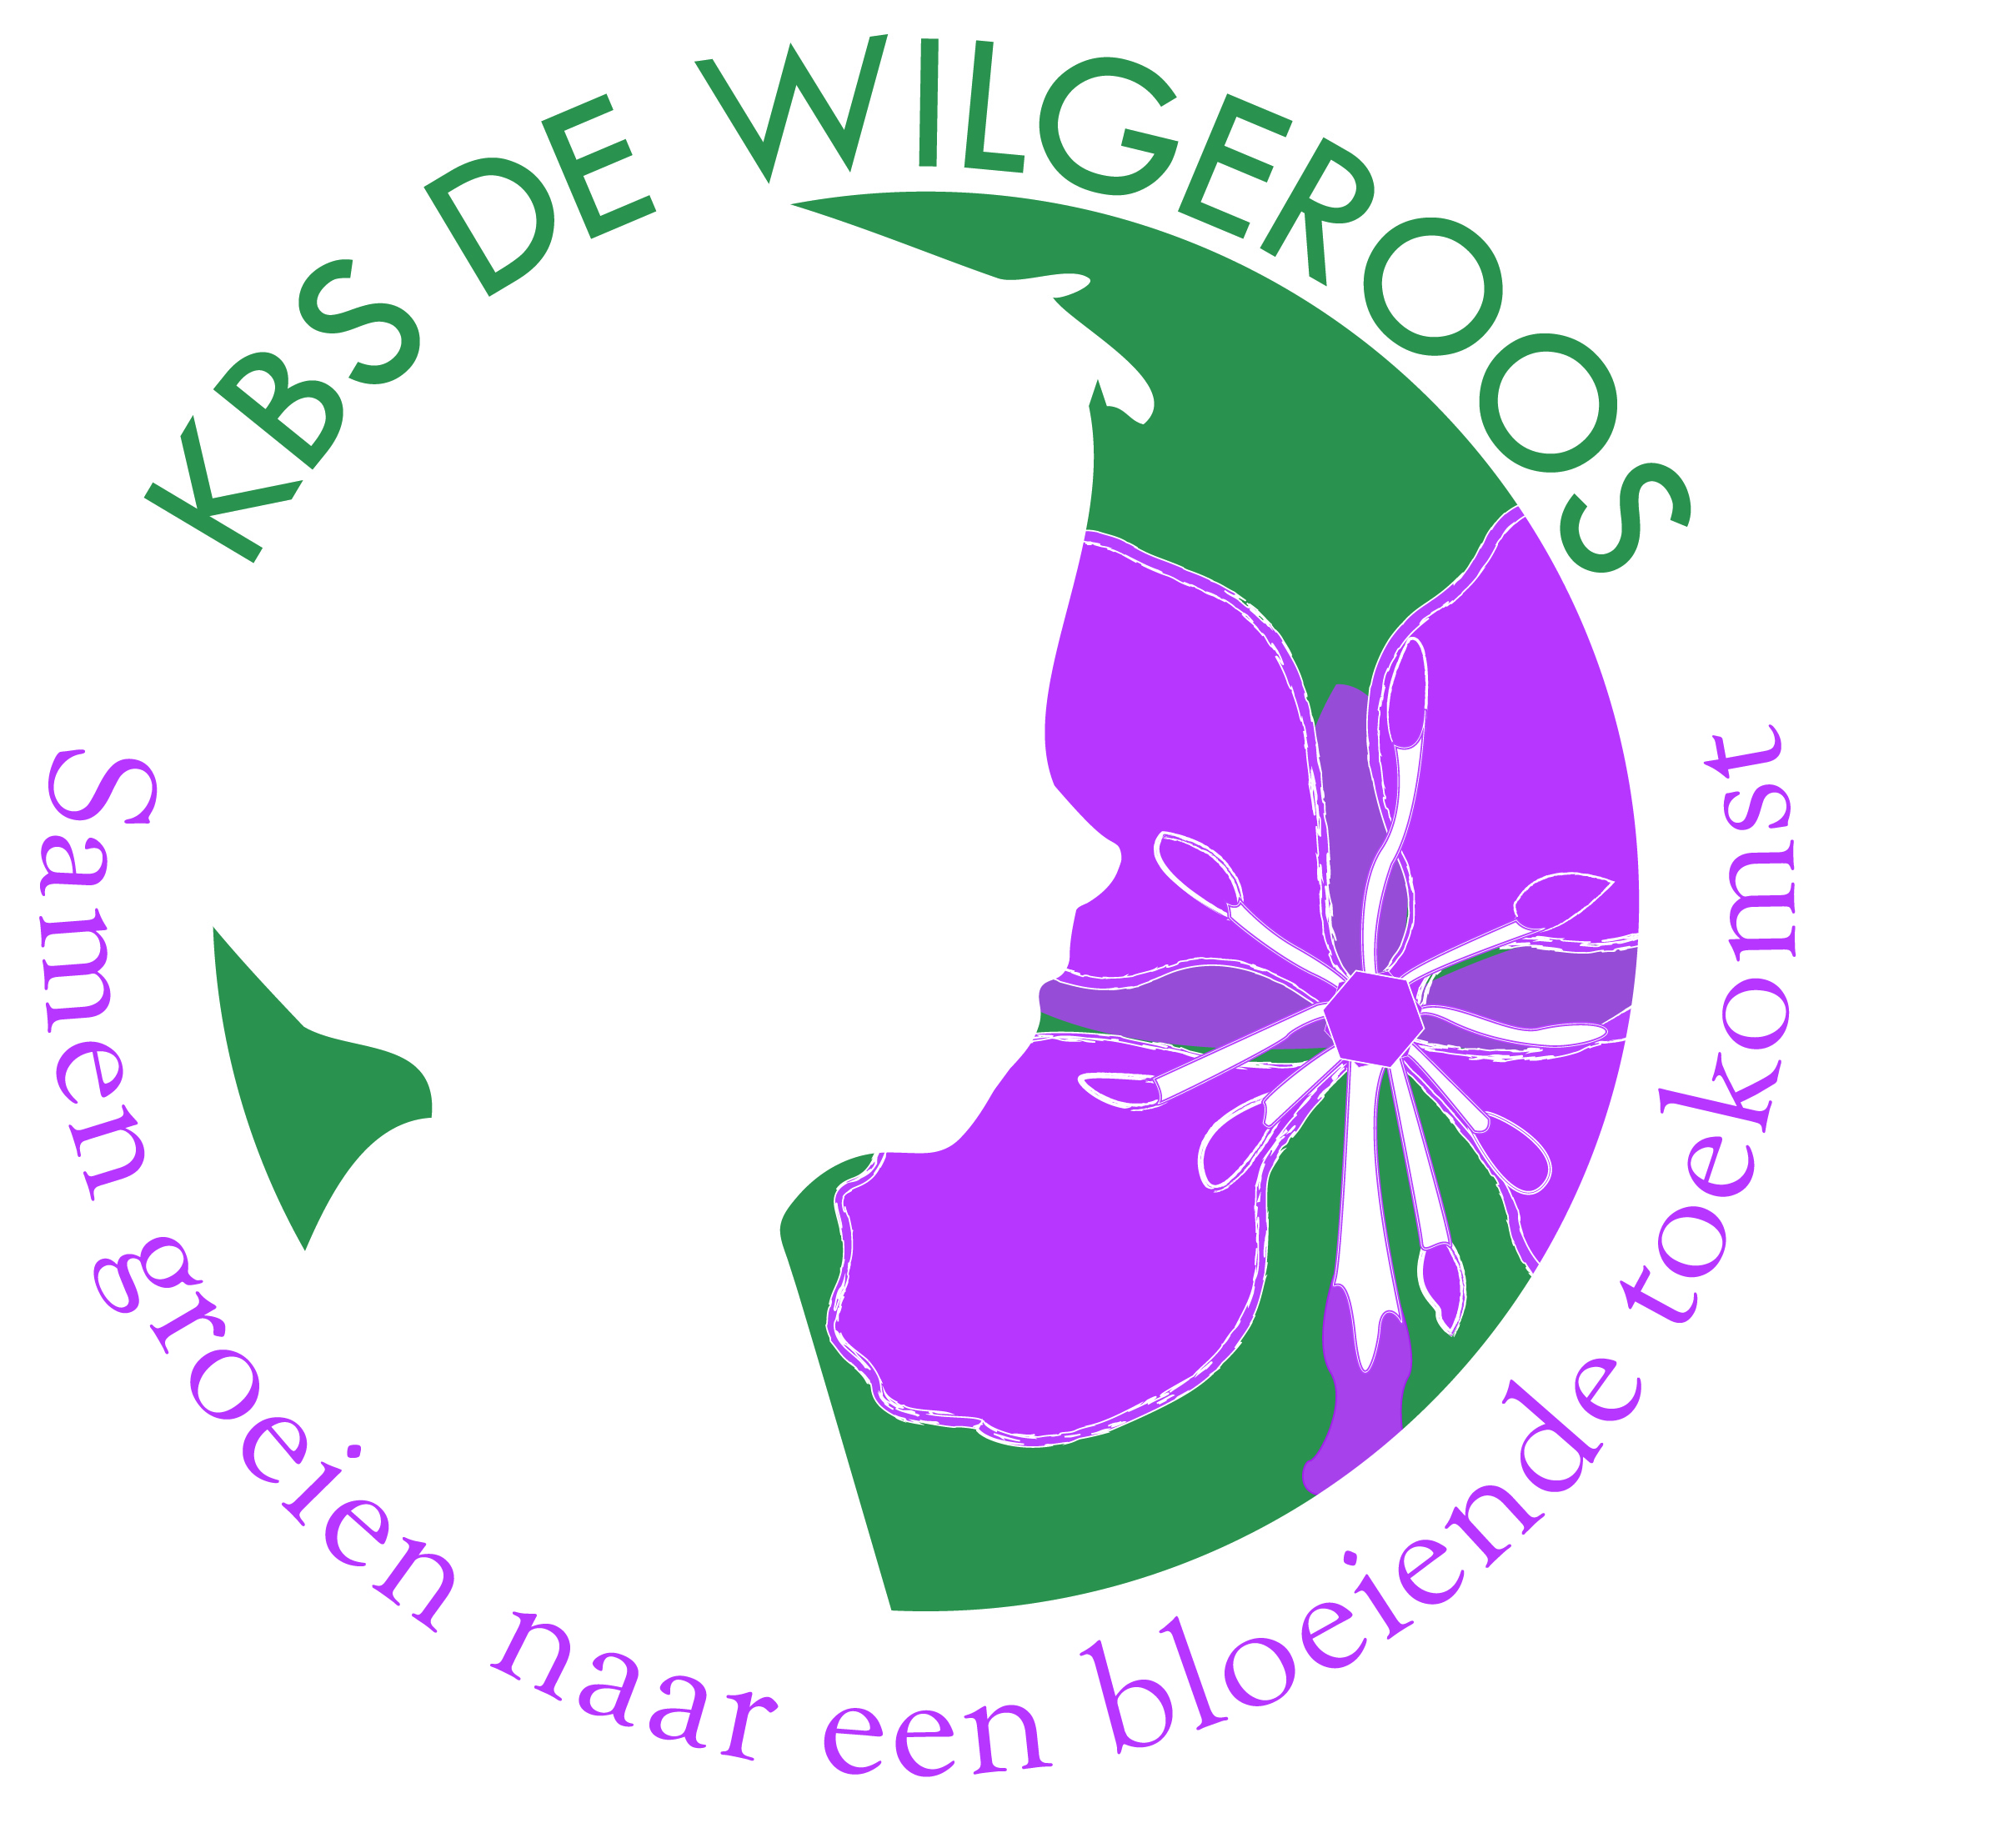 KBS DE WILGEROOS
Samen groeien naar een bloeiende toekomst